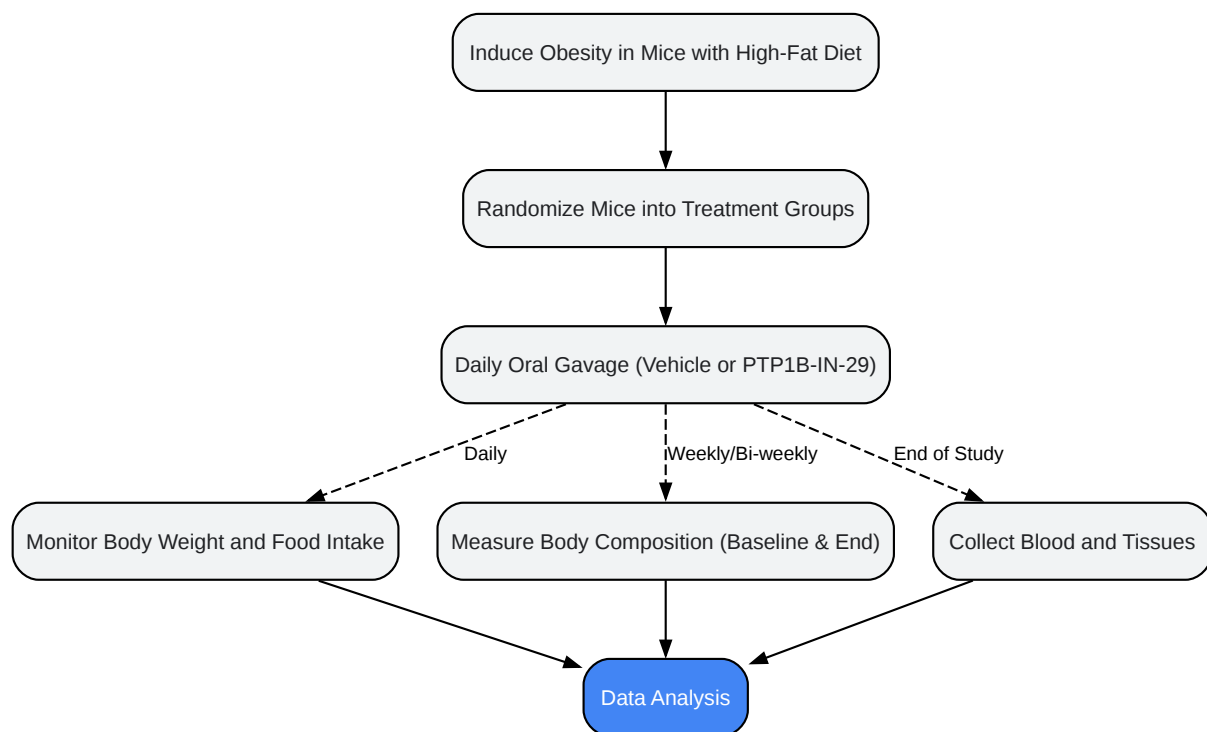 Induce Obesity in Mice with High-Fat Diet
Randomize Mice into Treatment Groups
Daily Oral Gavage (Vehicle or PTP1B-IN-29)
Daily
Weekly/Bi-weekly
End of Study
Monitor Body Weight and Food Intake
Measure Body Composition (Baseline & End)
Collect Blood and Tissues
Data Analysis